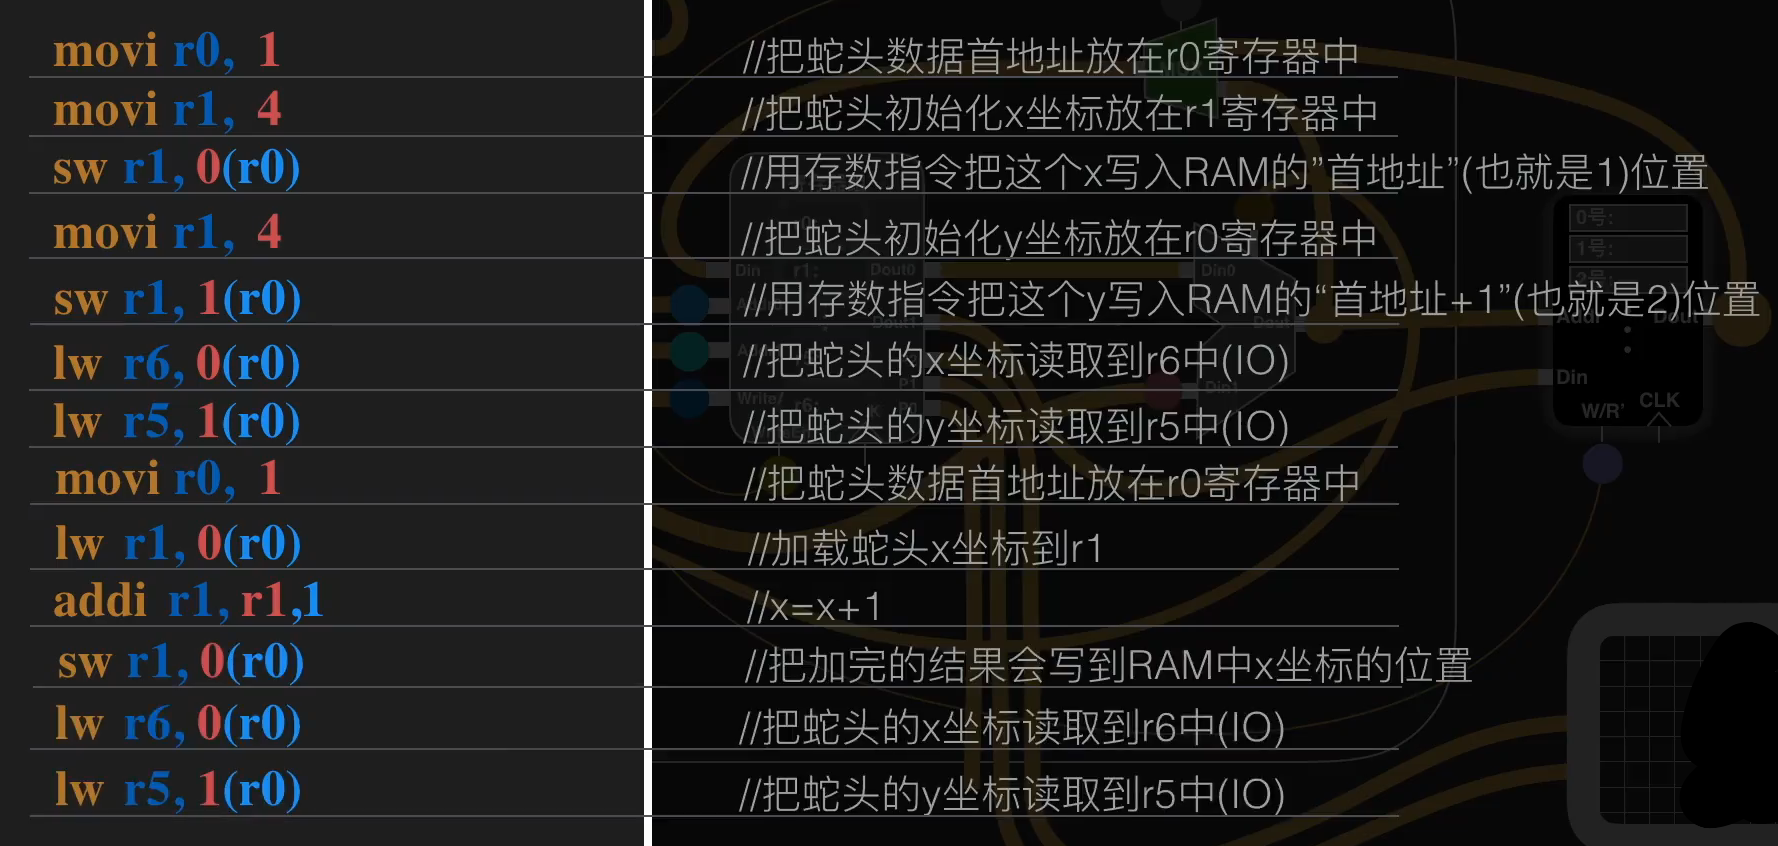 movi r0, 1 //把蛇头数据首地址放在r0寄存器中
movi r1, 4 //把蛇头初始化x坐标放在r1寄存器中
sw r1, 0(r0) //用存数指令把这个x写入RAM的”首地址”(也就是1)位置
movi r1, 4 //把蛇头初始化y坐标放在r0寄存器中
sw r1, 1(r0) //用存数指令把这个y写入RAM的“首地址+1”(也就是2)位置
lw r6, 0(r0) //把蛇头的x坐标读取到r6中(IO)
lw r5, 1(r0) //把蛇头的y坐标读取到r5中(IO)
movi r0, 1 //把蛇头数据首地址放在r0寄存器中
lw r1, 0(r0) //加载蛇头x坐标到r1
addi r1, r1,1 //x=x+1
sw r1, 0(r0) //把加完的结果会写到RAM中x坐标的位置
lw r6, 0(r0) //把蛇头的x坐标读取到r6中(IO)
lw r5, 1(r0) //把蛇头的y坐标读取到r5中(IO)
0号:
1号:
Din r1: Dout0
Din0
Dout1
Dout
Addr Dout
Din1
P1
Write/ r6:
Din
W/R' CLK